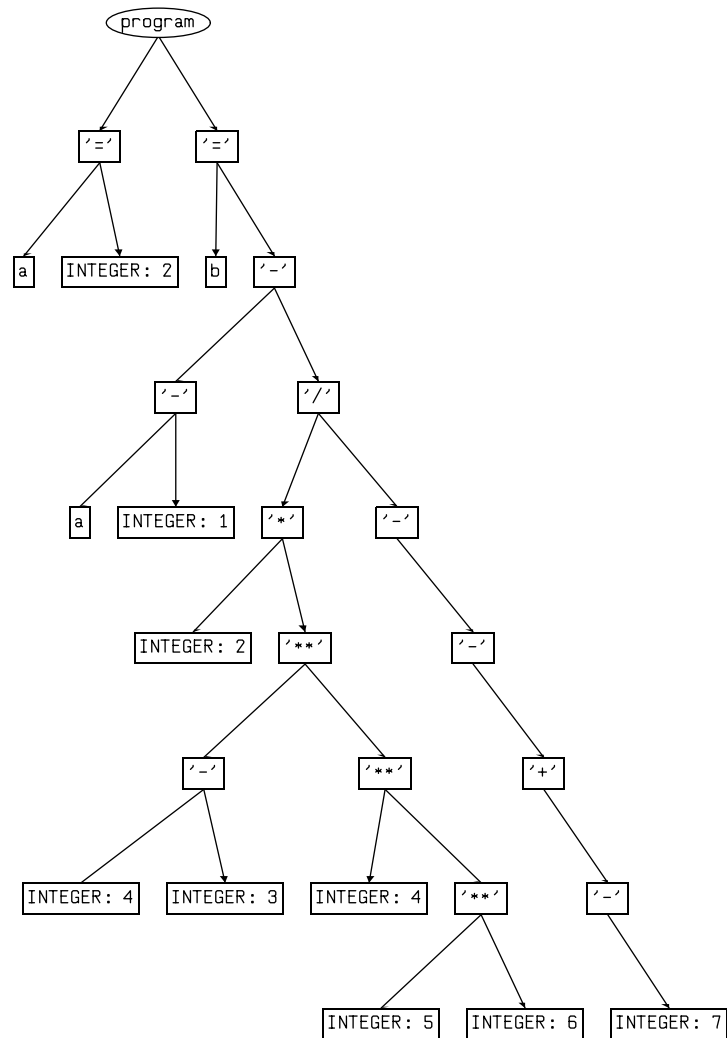 program
'=' '='
a INTEGER: 2 b '-'
'-' '/'
a INTEGER: 1 '*' '-'
INTEGER: 2 '**' '-'
'-' '**' '+'
INTEGER: 4 INTEGER: 3 INTEGER: 4 '**' '-'
INTEGER: 5 INTEGER: 6 INTEGER: 7